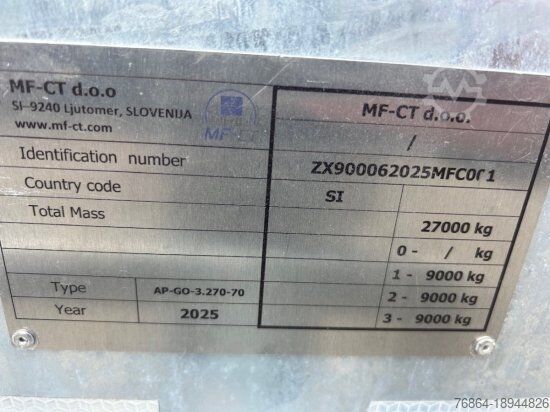 MF-CT d.o.o
SI-9240 Ljutomer, SLOVENIJA
www.mf-ct.com
MF
MF-CT d.o.o.
/
Identification number
ZX900062025MFC001
Country code
SI
Total Mass
27000 kg
0 - / kg
1 - 9000 kg
Type AP-GO-3.270-70
2 - 9000 kg
Year 2025
3 - 9000 kg
76864-18944826